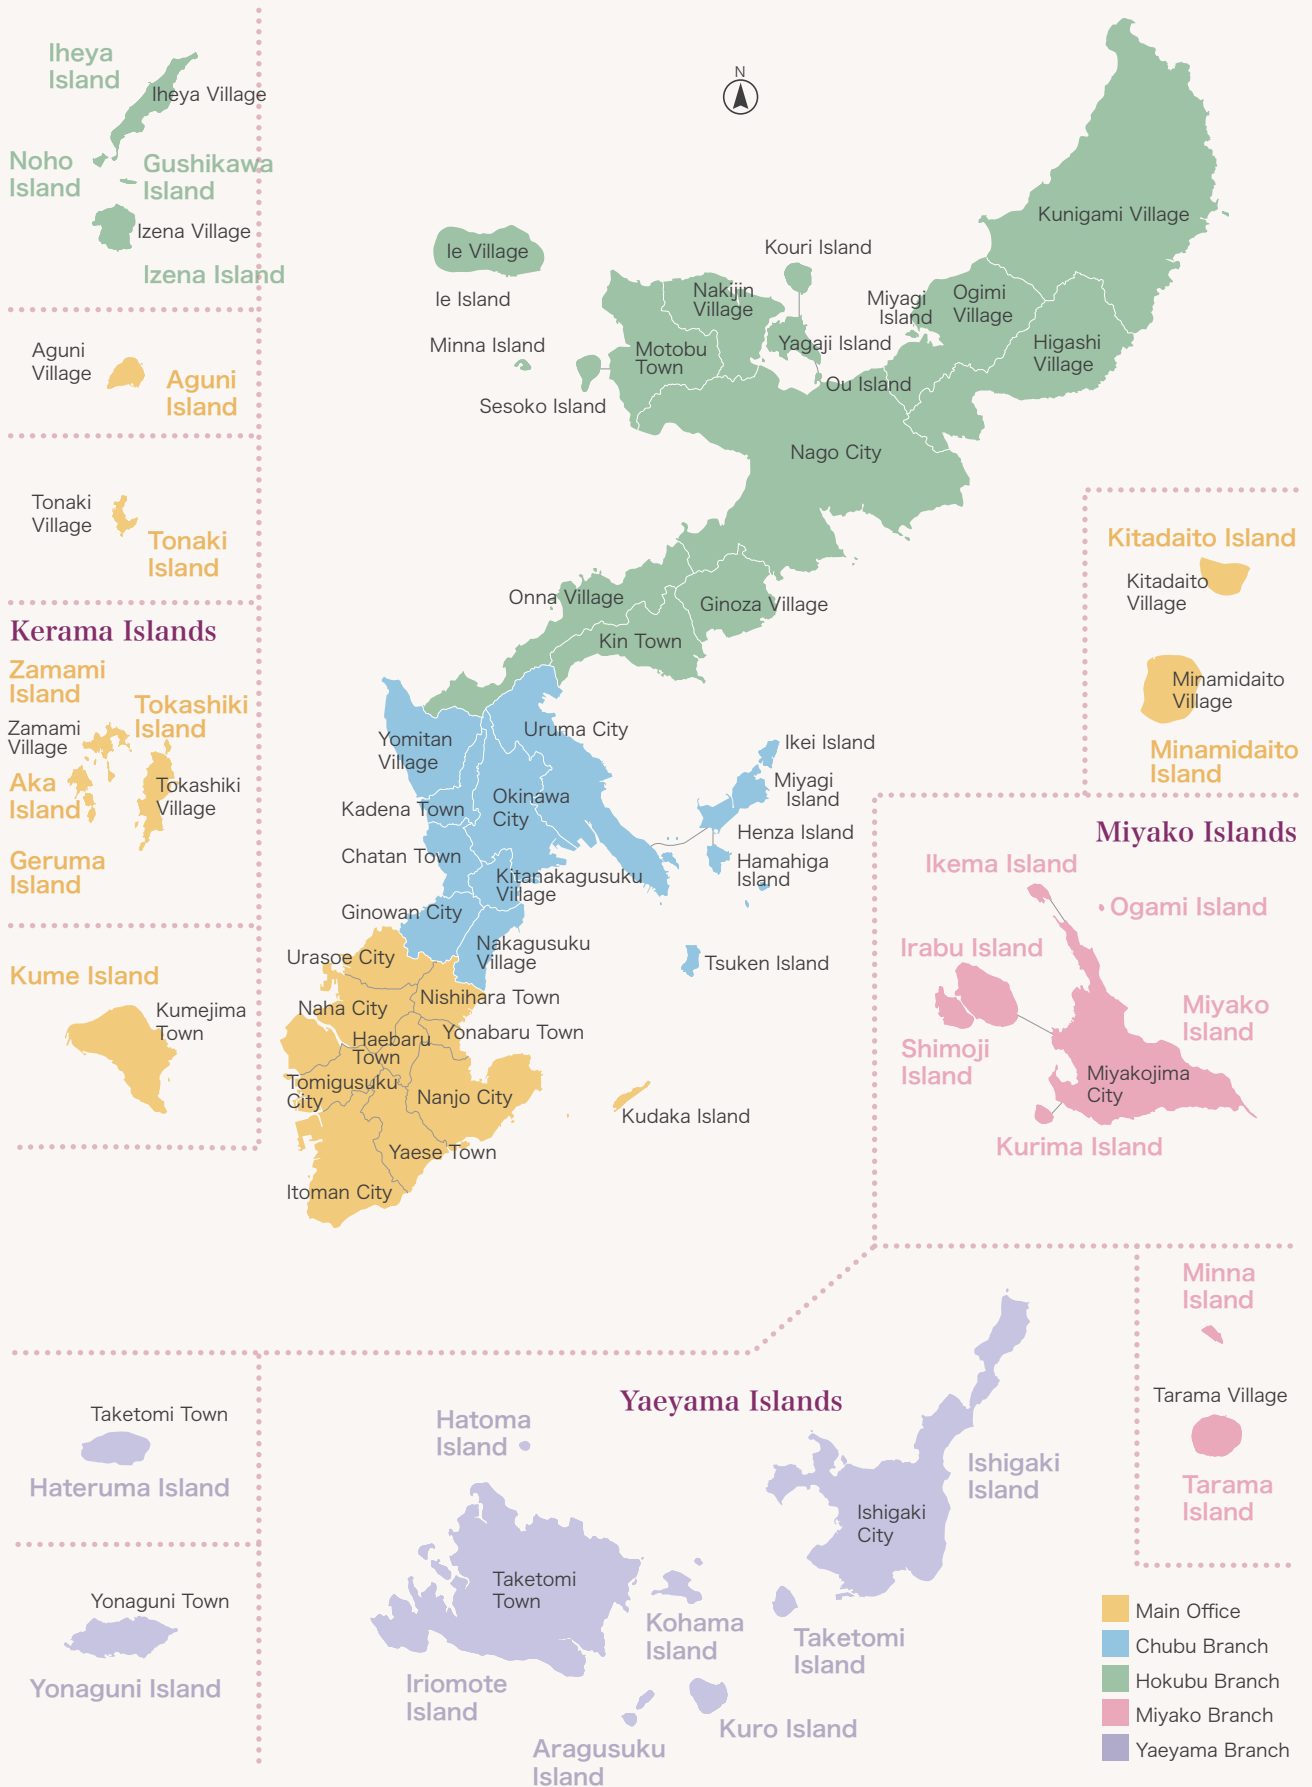 Iheya
Island
Iheya Village
Noho
Island
Gushikawa
Island
Izena Village
Izena Island
Aguni
Village
Aguni
Island
Tonaki
Village
Tonaki
Island
Kerama Islands
Zamami
Island
Tokashiki
Island
Zamami
Village
Aka
Island
Tokashiki
Village
Geruma
Island
Kume Island
Kumejima
Town
N
Kunigami Village
Ie Village
Ie Island
Kouri Island
Nakijin
Village
Miyagi
Island
Ogimi
Village
Minna Island
Motobu
Town
Yagaji Island
Higashi
Village
Ou Island
Sesoko Island
Nago City
Onna Village
Ginoza Village
Kin Town
Yomitan
Village
Uruma City
Ikei Island
Miyagi
Island
Kadena Town
Okinawa
City
Henza Island
Chatan Town
Hamahiga
Island
Kitanakagusuku
Village
Ginowan City
Nakagusuku
Village
Tsuken Island
Urasoe City
Nishihara Town
Naha City
Yonabaru Town
Haebaru
Town
Tomigusuku
City
Nanjo City
Kudaka Island
Yaese Town
Itoman City
Kitadaito Island
Kitadaito
Village
Minamidaito
Village
Minamidaito
Island
Miyako Islands
Ikema Island
Ogami Island
Irabu Island
Miyako
Island
Shimoji
Island
Miyakojima
City
Kurima Island
Minna
Island
Tarama Village
Tarama
Island
Taketomi Town
Hateruma Island
Yonaguni Town
Yonaguni Island
Yaeyama Islands
Hatoma
Island
Ishigaki
Island
Ishigaki
City
Taketomi
Town
Kohama
Island
Taketomi
Island
Iriomote
Island
Kuro Island
Aragusuku
Island
Main Office
Chubu Branch
Hokubu Branch
Miyako Branch
Yaeyama Branch